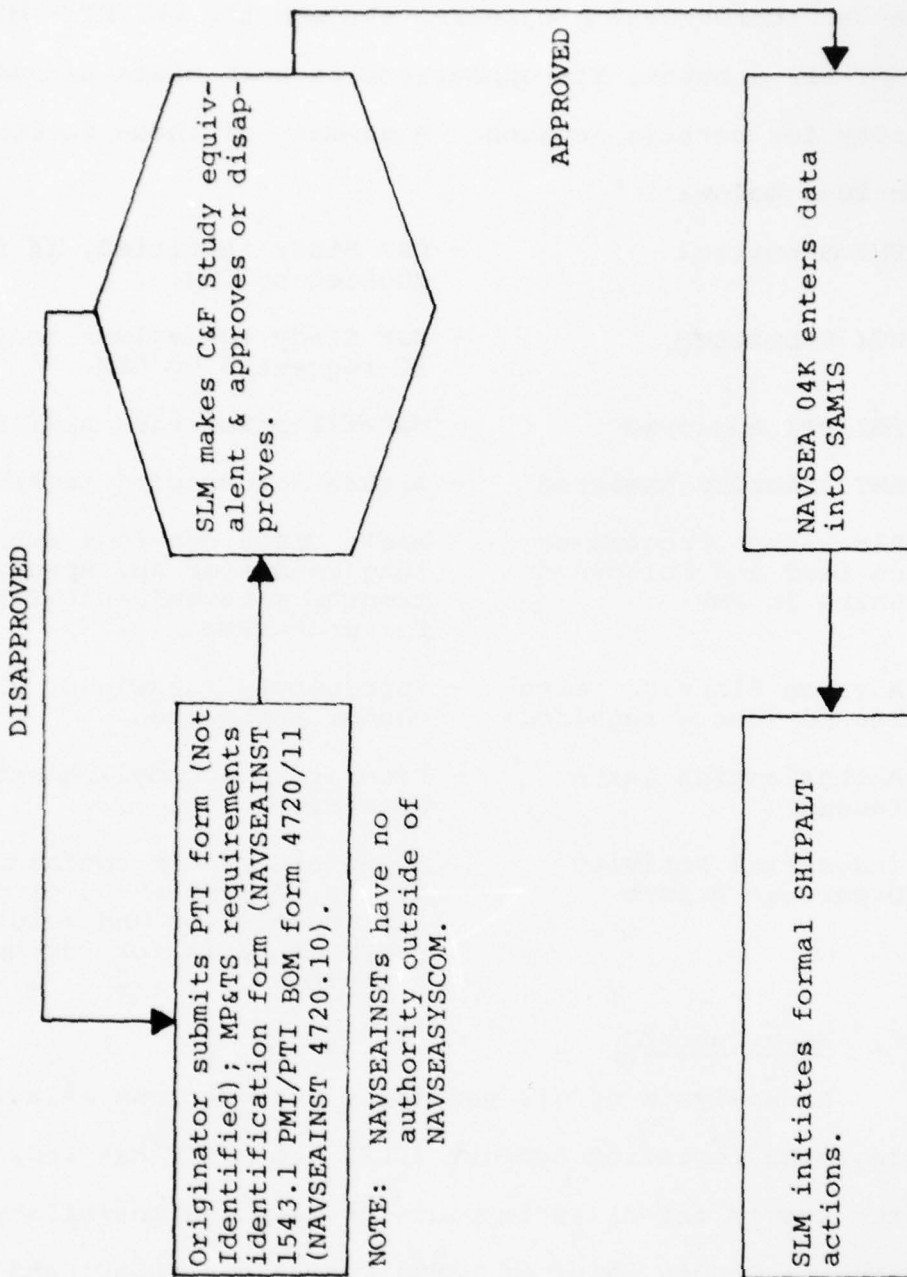 DISAPPROVED
Originator submits PTI form (Not
Identified); MP&TS requirements
identification form (NAVSEAINST
1543.1 PMI/PTI BOM form 4720/11
(NAVSEAINST 4720.10)
NOTE: NAVSEAINSTs have no
authority outside of
NAVSEASYSCOM.
SLM makes C&F Study equiv-
alent & approves or disap-
proves.
APPROVED
NAVSEA 04K enters data
into SAMIS
SLM initiates formal SHIPALT
actions.